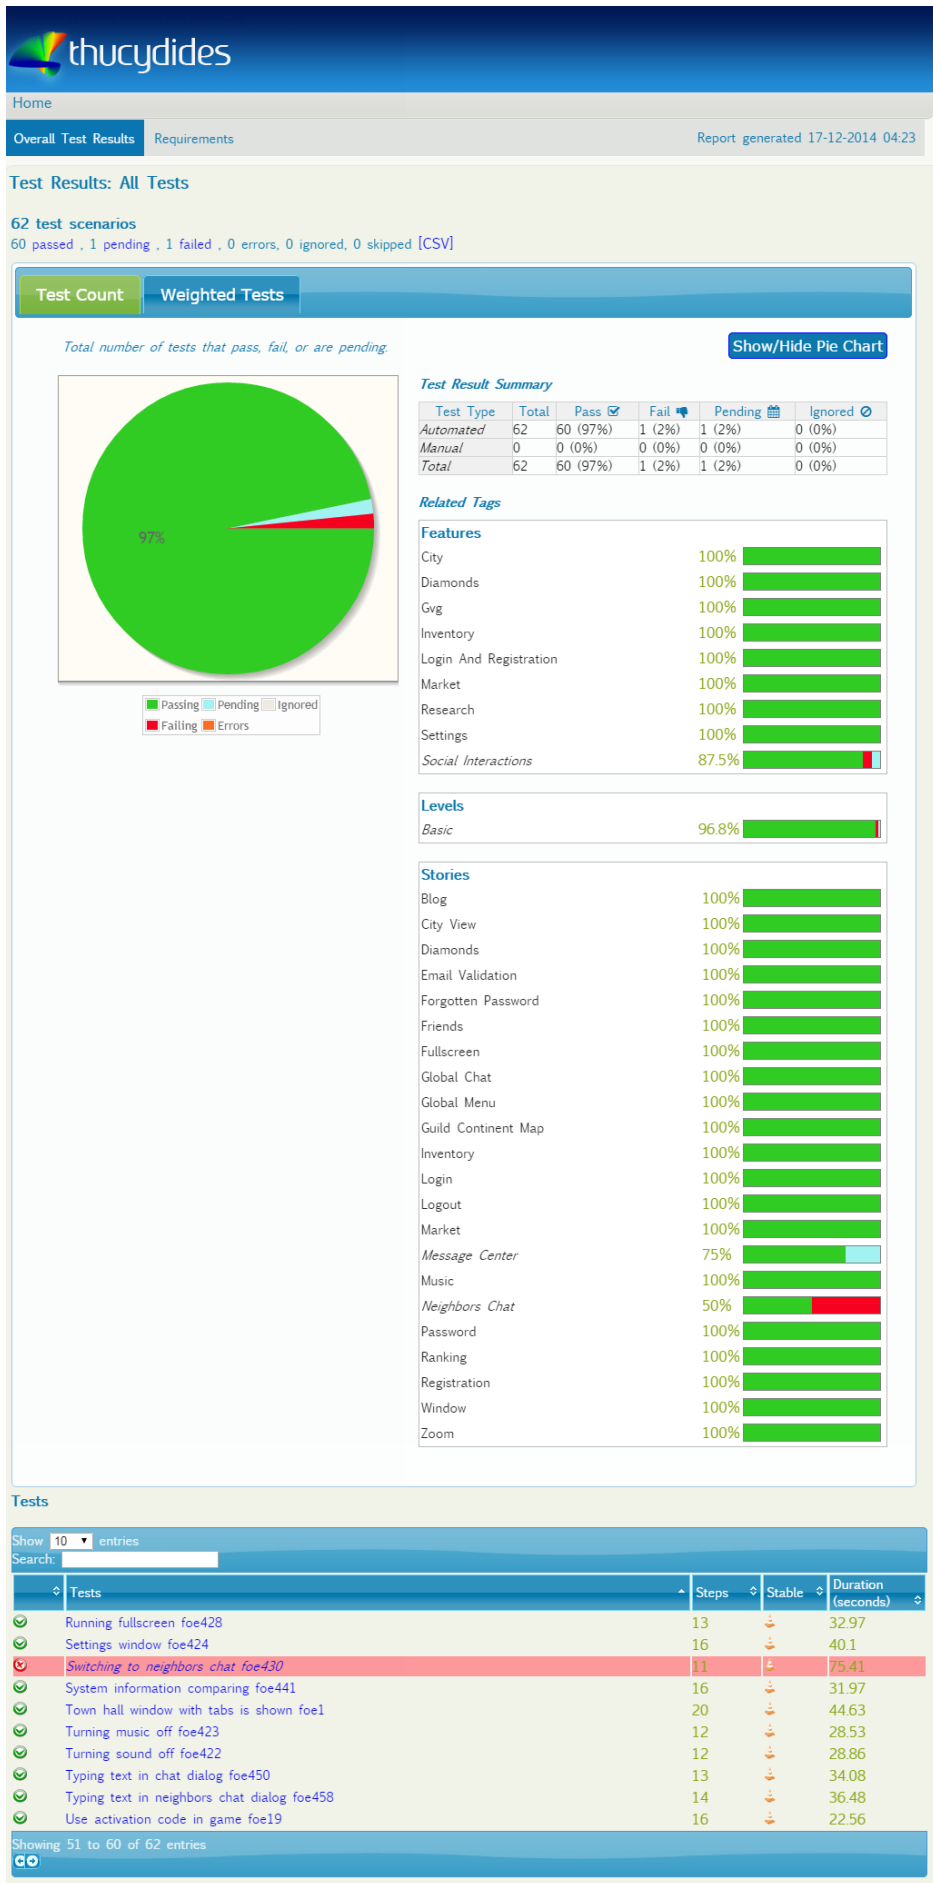 thucydides
Home
Overall Test Results Requirements Report generated 17-12-2014 04:23
Test Results: All Tests
62 test scenarios
60 passed , 1 pending , 1 failed , 0 errors, 0 ignored, 0 skipped [CSV]
Test Count Weighted Tests
Total number of tests that pass, fail, or are pending.
Show/Hide Pie Chart
97%
Passing Pending Ignored
Failing Errors
Test Result Summary
Test Type Total Pass Fail Pending Ignored
Automated 62 60 (97%) 1 (2%) 1 (2%) 0 (0%)
Manual 0 0 (0%) 0 (0%) 0 (0%) 0 (0%)
Total 62 60 (97%) 1 (2%) 1 (2%) 0 (0%)
Related Tags
Features
City 100%
Diamonds 100%
Gvg 100%
Inventory 100%
Login And Registration 100%
Market 100%
Research 100%
Settings 100%
Social Interactions 87.5%
Levels
Basic 96.8%
Stories
Blog 100%
City View 100%
Diamonds 100%
Email Validation 100%
Forgotten Password 100%
Friends 100%
Fullscreen 100%
Global Chat 100%
Global Menu 100%
Guild Continent Map 100%
Inventory 100%
Login 100%
Logout 100%
Market 100%
Message Center 75%
Music 100%
Neighbors Chat 50%
Password 100%
Ranking 100%
Registration 100%
Window 100%
Zoom 100%
Tests
Show 10 entries
Search:
Tests Steps Stable Duration (seconds)
Running fullscreen foe428 13 32.97
Settings window foe424 16 40.1
Switching to neighbors chat foe430 11 75.41
System information comparing foe441 16 31.97
Town hall window with tabs is shown foe1 20 44.63
Turning music off foe423 12 28.53
Turning sound off foe422 12 28.86
Typing text in chat dialog foe450 13 34.08
Typing text in neighbors chat dialog foe458 14 36.48
Use activation code in game foe19 16 22.56
Showing 51 to 60 of 62 entries